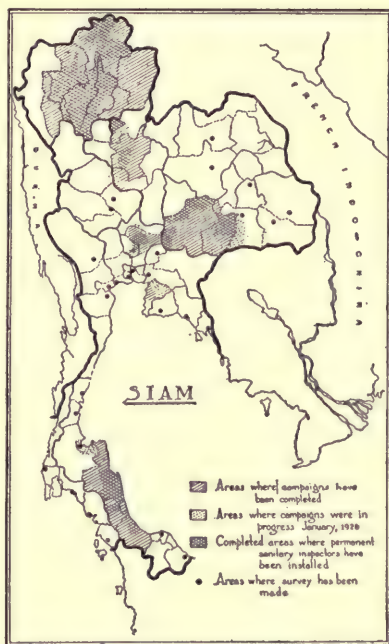 BURMA
FRENCH INDO-CHINA
SIAM
Areas where campaigns have
been completed
Areas where campaigns were in
progress January, 1928
Completed areas where permanent
sanitary inspectors have
been installed
Areas where survey has been
made.